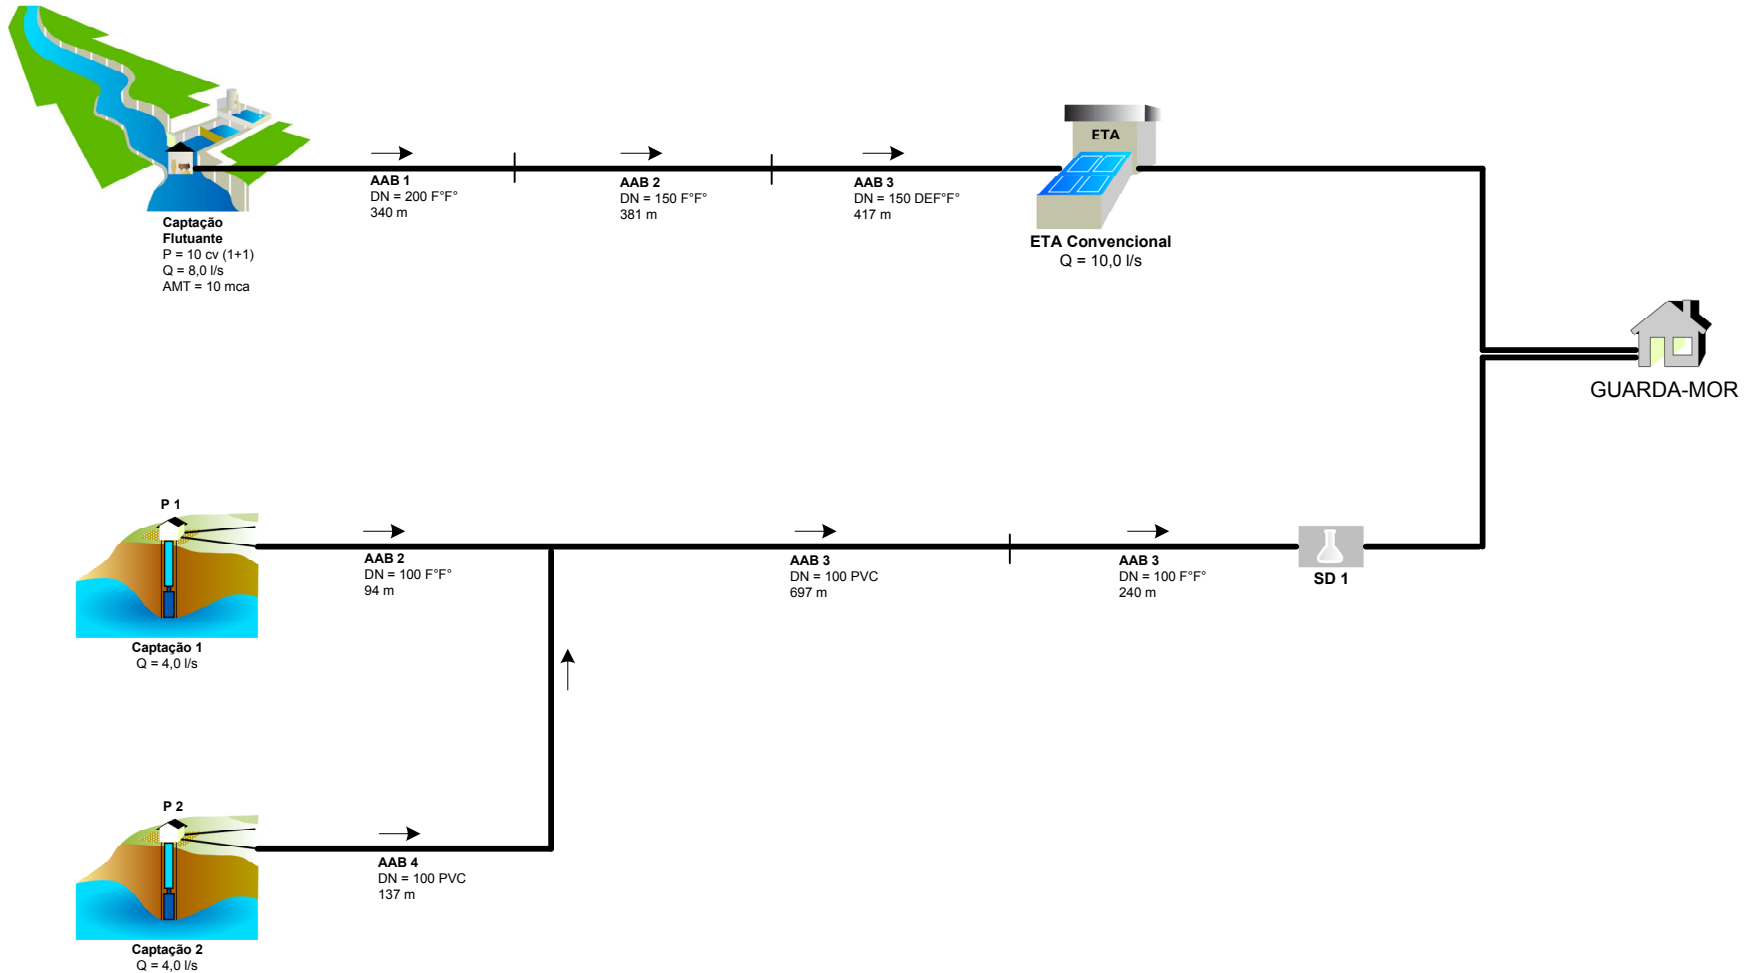 ETA
AAB 1
DN = 200 F°F°
340 m
AAB 2
DN = 150 F°F°
381 m
AAB 3
DN = 150 DEF°F°
417 m
Captação
Flutuante
P = 10 cv (1+1)
Q = 8,0 l/s
AMT = 10 mca
ETA Convencional
Q = 10,0 l/s
GUARDA-MOR
P 1
AAB 2
DN = 100 F°F°
94 m
AAB 3
DN = 100 PVC
697 m
AAB 3
DN = 100 F°F°
240 m
SD 1
Captação 1
Q = 4,0 l/s
P 2
AAB 4
DN = 100 PVC
137 m
Captação 2
Q = 4,0 l/s